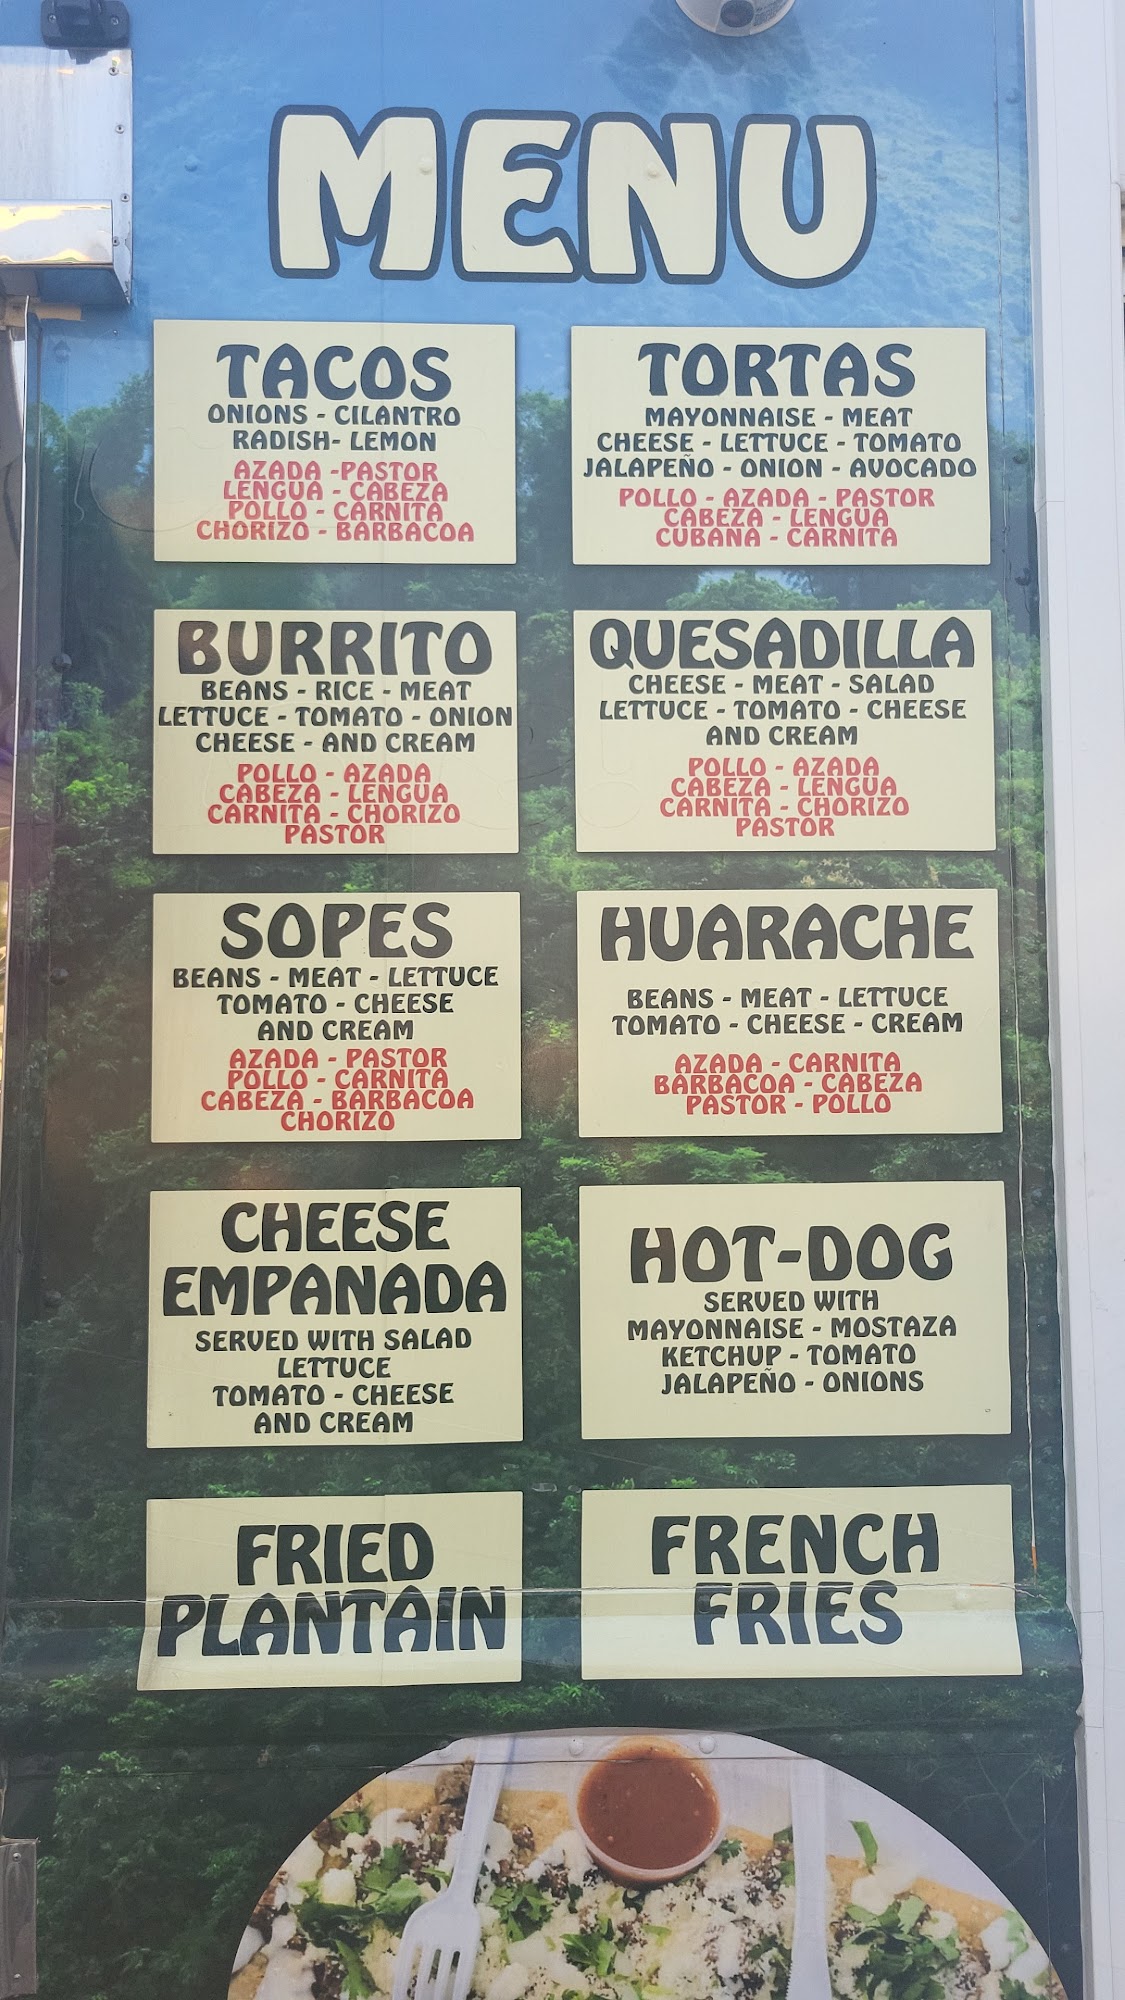 MENU
TACOS
ONIONS - CILANTRO
RADISH- LEMON
AZADA -PASTOR
LENGUA - CABEZA
POLLO - CARNITA
CHORIZO - BARBACOA
TORTAS
MAYONNAISE - MEAT
CHEESE - LETTUCE - TOMATO
JALAPEÑO - ONION - AVOCADO
POLLO - AZADA - PASTOR
CABEZA - LENGUA
CUBANA - CARNITA
BURRITO
BEANS - RICE - MEAT
LETTUCE - TOMATO - ONION
CHEESE - AND CREAM
POLLO - AZADA
CABEZA - LENGUA
CARNITA - CHORIZO
PASTOR
QUESADILLA
CHEESE - MEAT - SALAD
LETTUCE - TOMATO - CHEESE
AND CREAM
POLLO - AZADA
CABEZA - LENGUA
CARNITA - CHORIZO
PASTOR
SOPES
BEANS - MEAT - LETTUCE
TOMATO - CHEESE
AND CREAM
AZADA - PASTOR
POLLO - CARNITA
CABEZA - BARBACOA
CHORIZO
HUARACHE
BEANS - MEAT - LETTUCE
TOMATO - CHEESE - CREAM
AZADA - CARNITA
BARBACOA - CABEZA
PASTOR - POLLO
CHEESE
EMPANADA
SERVED WITH SALAD
LETTUCE
TOMATO - CHEESE
AND CREAM
HOT-DOG
SERVED WITH
MAYONNAISE - MOSTAZA
KETCHUP - TOMATO
JALAPEÑO - ONIONS
FRIED
PLANTAIN
FRENCH
FRIES